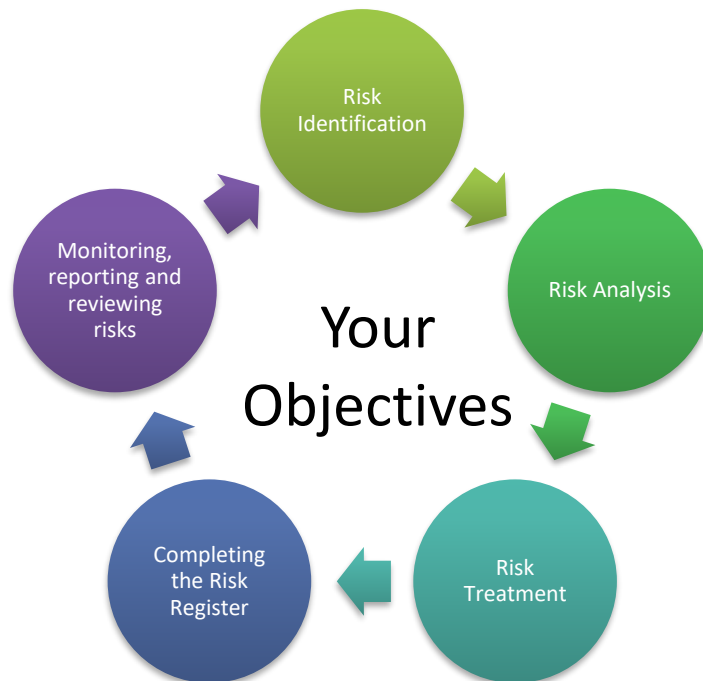 Risk
Identification
Risk Analysis
Risk
Treatment
Completing
the Risk
Register
Monitoring,
reporting and
reviewing
risks
Your
Objectives